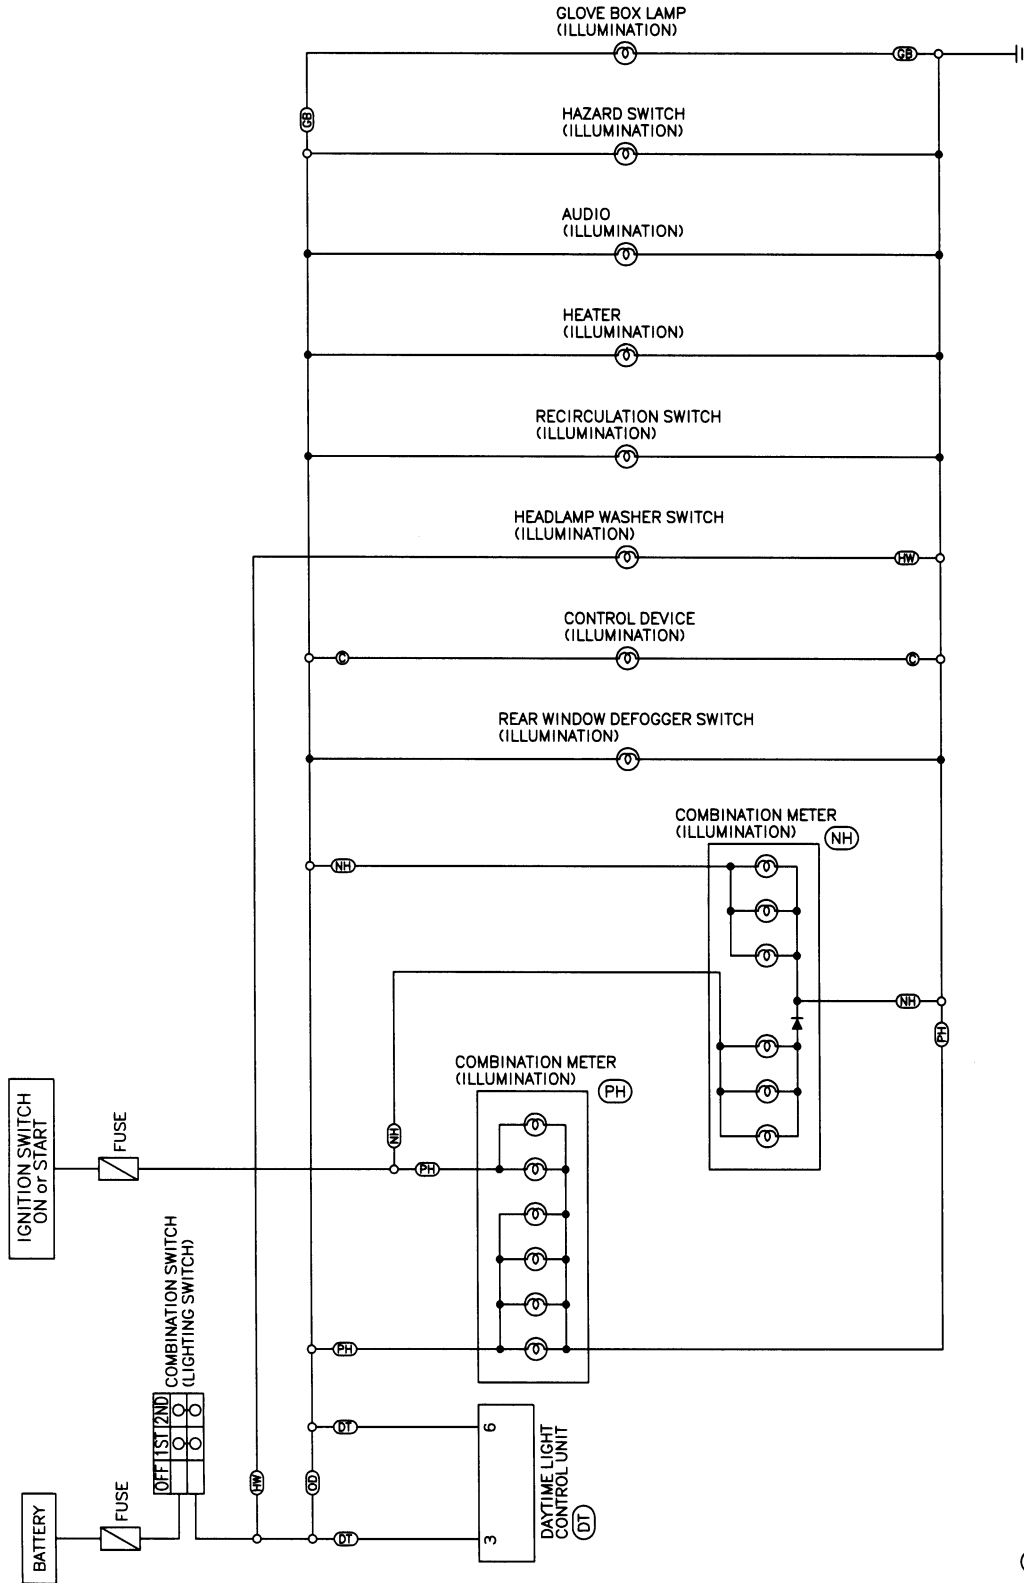 GLOVE BOX LAMP
(ILLUMINATION)
GB
GB
HAZARD SWITCH
(ILLUMINATION)
AUDIO
(ILLUMINATION)
HEATER
(ILLUMINATION)
RECIRCULATION SWITCH
(ILLUMINATION)
HEADLAMP WASHER SWITCH
(ILLUMINATION)
HW
CONTROL DEVICE
(ILLUMINATION)
C
C
REAR WINDOW DEFOGGER SWITCH
(ILLUMINATION)
COMBINATION METER
(ILLUMINATION)
NH
NH
NH
PH
COMBINATION METER
(ILLUMINATION)
PH
IGNITION SWITCH
ON or START
FUSE
NH
PH
COMBINATION SWITCH
(LIGHTING SWITCH)
OFF 1ST 2ND
PH
DT
6
HW
OD
DAYTIME LIGHT
CONTROL UNIT
DT
BATTERY
FUSE
DT
3